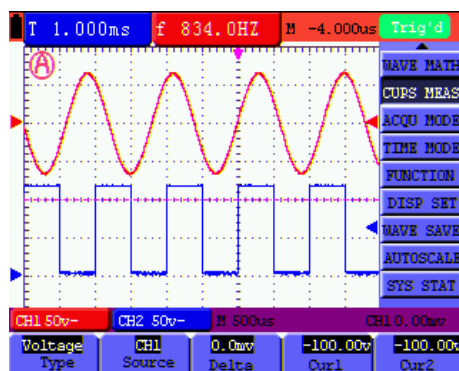 T 1.000ms f 834.0HZ M -4.000us Trig'd
A
WAVE MATH
CUPS MEAS
ACQU MODE
TIME MODE
FUNCTION
DISP SET
WAVE SAVE
AUTOSCALE
SYS STAT
CH1 50v~ CH2 50v~ M 500us CH1 0.00mv
Voltage CH1 0.0mv -100.00v -100.00v
Type Source Delta Cur1 Cur2